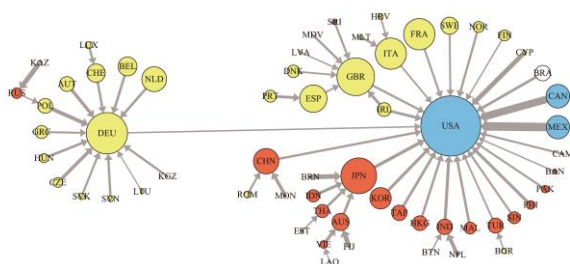 SRI
HRV
MDV
MLT
FRA
SWE
NOR
FIN
LUX
LVA
ITA
CYP
KAZ
CHE
BEL
DNK
GBR
BRA
RUS
AUT
NLD
PRT
ESP
CAN
POL
IRL
DEU
USA
MEX
GRC
CAM
HUN
CHN
BRN
JPN
BAN
CZE
KGZ
ROM
MON
IDN
KOR
PAK
SVK
SVN
LTU
THA
TAP
PHI
EST
AUS
HKG
IND
MAL
TUR
SIN
VIE
FIJ
BTN
NPL
BGR
LAO